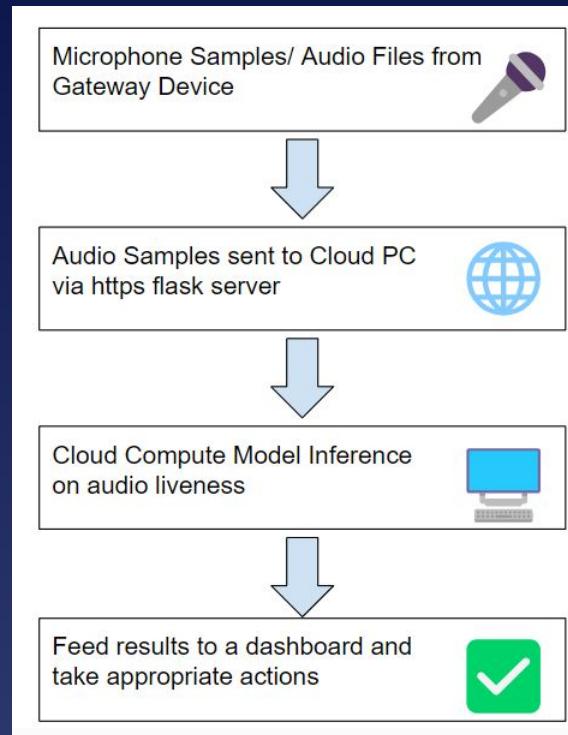 Microphone Samples/ Audio Files from
Gateway Device
Audio Samples sent to Cloud PC
via https flask server
Cloud Compute Model Inference
on audio liveness
Feed results to a dashboard and
take appropriate actions